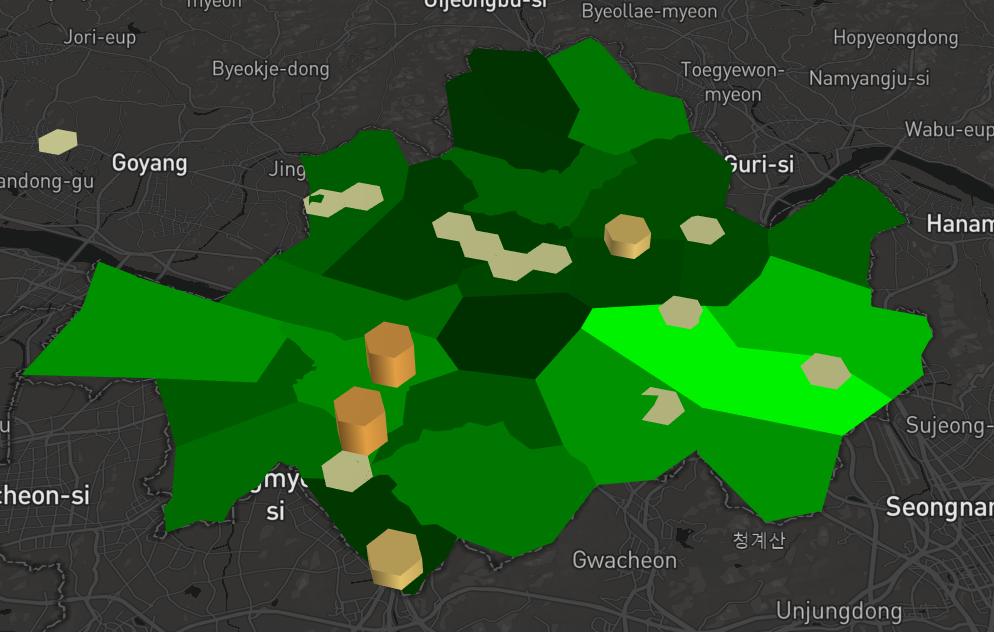 myeon
Uijeongbu-si
Byeollae-myeon
Jori-eup
Hopyeongdong
Byeokje-dong
Toegyewon-
myeon
Namyangju-si
Wabu-eup
Goyang
Jing
Guri-si
andong-gu
Hanam
u
Sujeong-
cheon-si
gmye
si
Seongnar
청계산
Gwacheon
Unjungdong